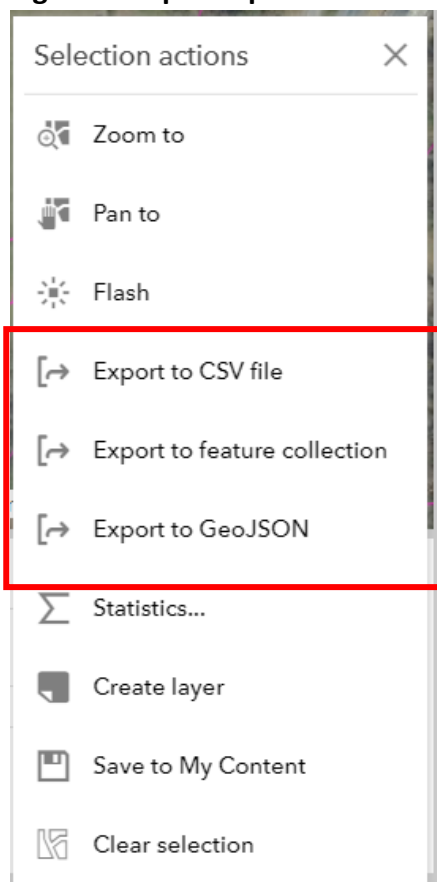 Selection actions
Zoom to
Pan to
Flash
Export to CSV file
Export to feature collection
Export to GeoJSON
Statistics...
Create layer
Save to My Content
Clear selection